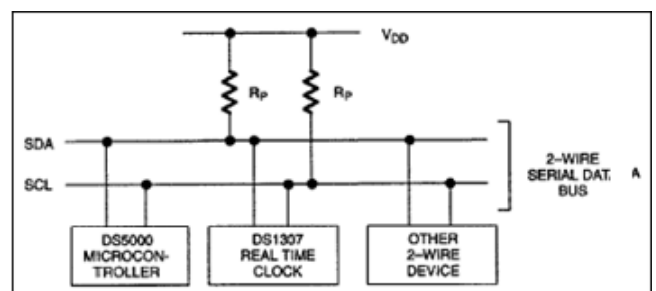 VDD
RP RP
SDA
SCL
2–WIRE
SERIAL DAT. A
BUS
DS5000
MICROCON-
TROLLER
DS1307
REAL TIME
CLOCK
OTHER
2–WIRE
DEVICE